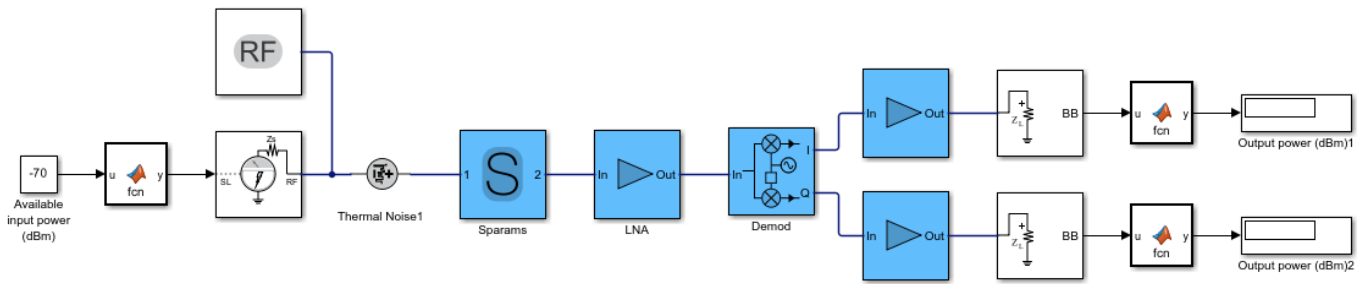 RF
-70
Available
input power
(dBm)
u
fcn
y
SL
Zs
RF
Thermal Noise1
1
S
2
Sparams
In
Out
LNA
In
I
Q
Demod
In
Out
Z_L
+
BB
u
fcn
y
Output power (dBm)1
In
Out
Z_L
+
BB
u
fcn
y
Output power (dBm)2